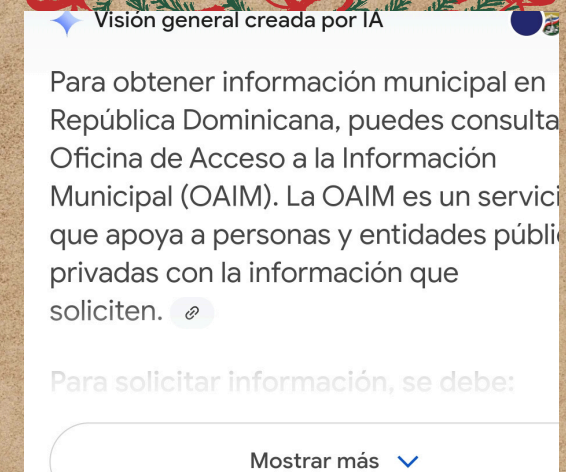 Visión general creada por IA
Para obtener información municipal en
República Dominicana, puedes consulta
Oficina de Acceso a la Información
Municipal (OAIM). La OAIM es un servici
que apoya a personas y entidades públi
privadas con la información que
soliciten.
Para solicitar información, se debe:
Mostrar más